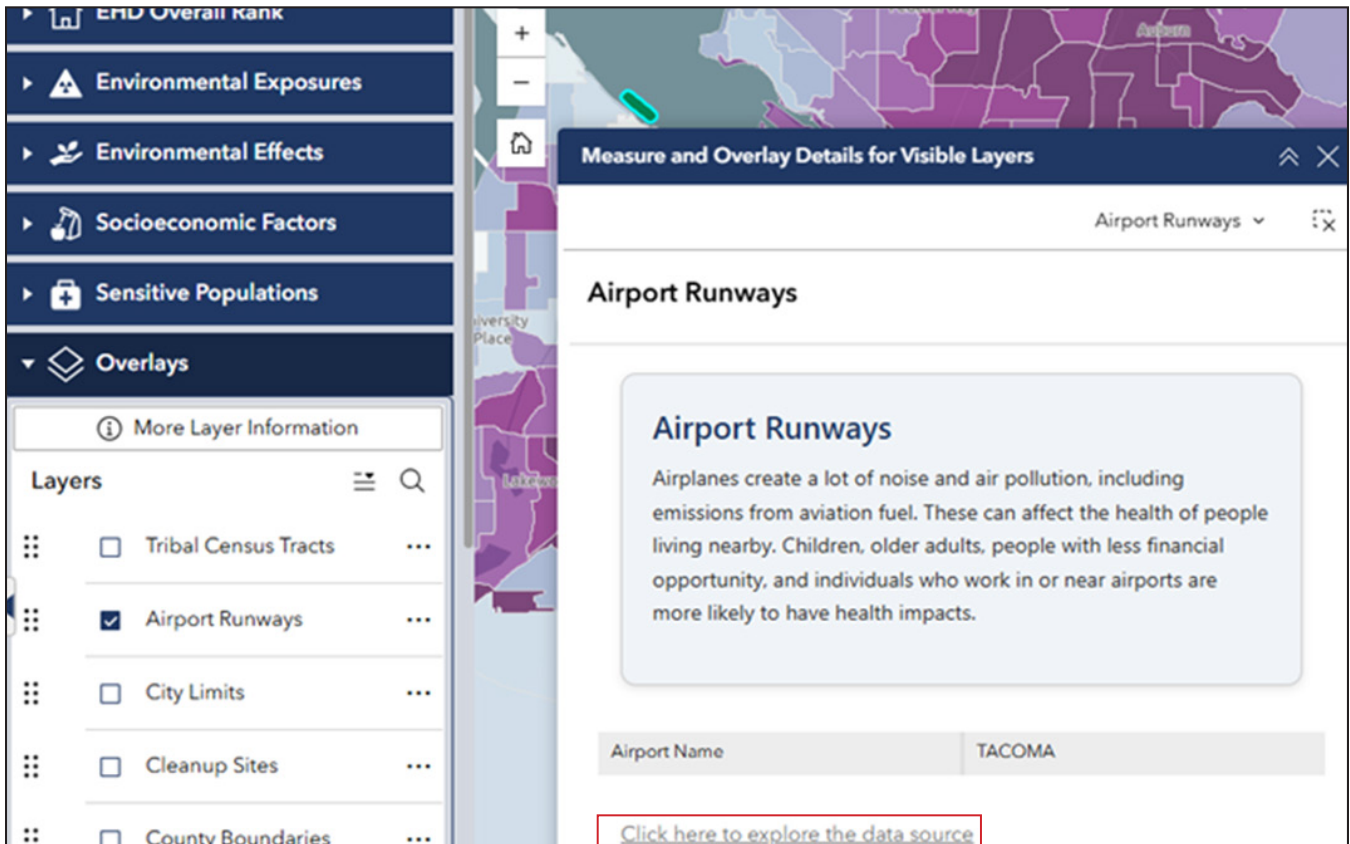 EHD Overall Rank
Environmental Exposures
Environmental Effects
Socioeconomic Factors
Sensitive Populations
Overlays
More Layer Information
Layers
Tribal Census Tracts
Airport Runways
City Limits
Cleanup Sites
County Boundaries
Auburn
University
Place
Lakewood
Measure and Overlay Details for Visible Layers
Airport Runways
Airport Runways
Airport Runways
Airplanes create a lot of noise and air pollution, including
emissions from aviation fuel. These can affect the health of people
living nearby. Children, older adults, people with less financial
opportunity, and individuals who work in or near airports are
more likely to have health impacts.
Airport Name TACOMA
Click here to explore the data source